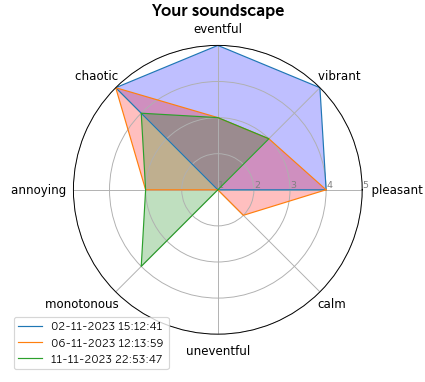 Your soundscape
eventful
chaotic
vibrant
annoying
1 2 3 4 5
pleasant
monotonous
calm
uneventful
02-11-2023 15:12:41
06-11-2023 12:13:59
11-11-2023 22:53:47